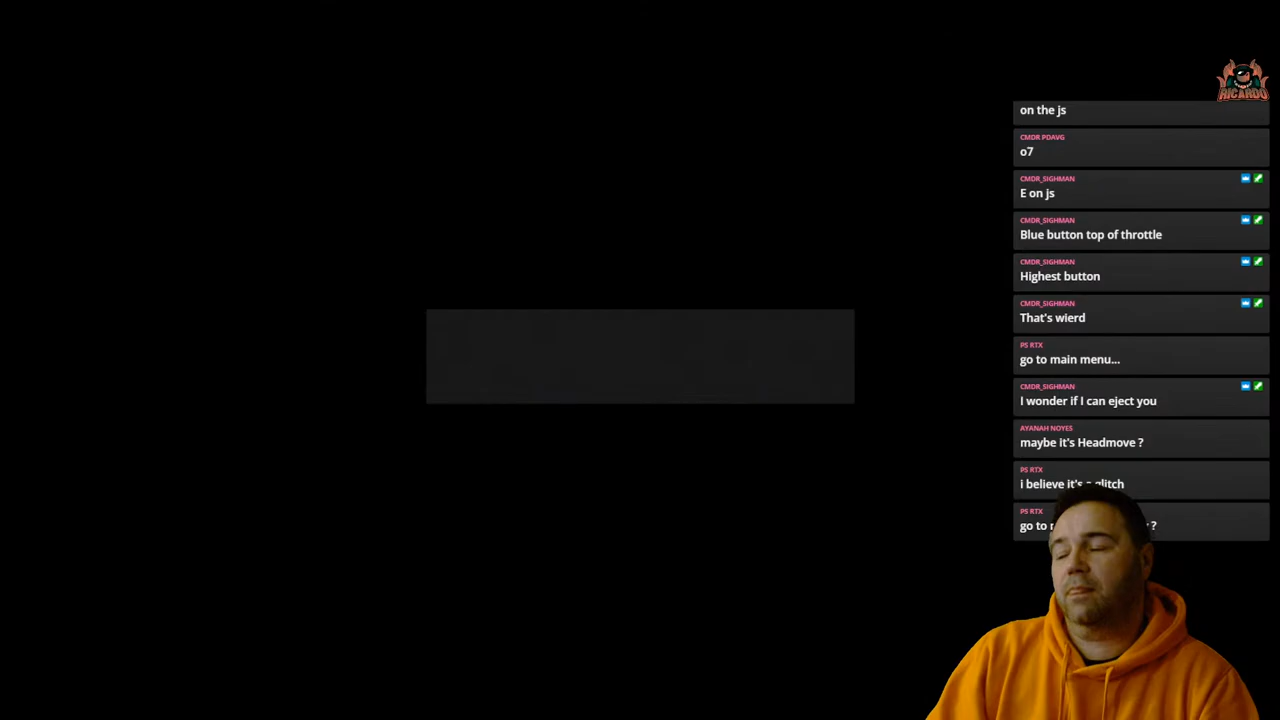 RICARDO
on the js
CMDR PDAVG
o7
CMDR_SIGHMAN
E on js
CMDR_SIGHMAN
Blue button top of throttle
CMDR_SIGHMAN
Highest button
CMDR_SIGHMAN
That's wierd
PS RTX
go to main menu...
CMDR_SIGHMAN
I wonder if I can eject you
AYANAH NOYES
maybe it's Headmove ?
PS RTX
i believe it's a glitch
PS RTX
go to ?